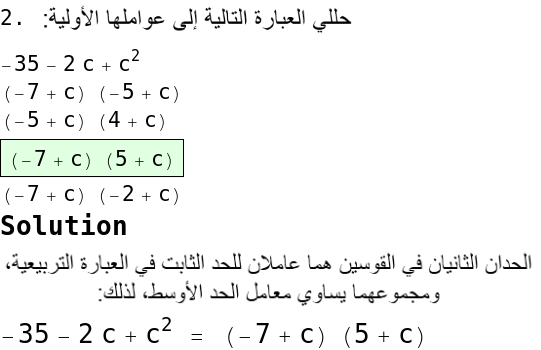 2. حللي العبارة التالية إلى عواملها الأولية:
-35 - 2 c + c²
(-7 + c) (-5 + c)
(-5 + c) (4 + c)
(-7 + c) (5 + c)
(-7 + c) (-2 + c)
Solution
الحدان الثانيان في القوسين هما عاملان للحد الثابت في العبارة التربيعية،
ومجموعهما يساوي معامل الحد الأوسط، لذلك:
-35 - 2 c + c² = (-7 + c) (5 + c)